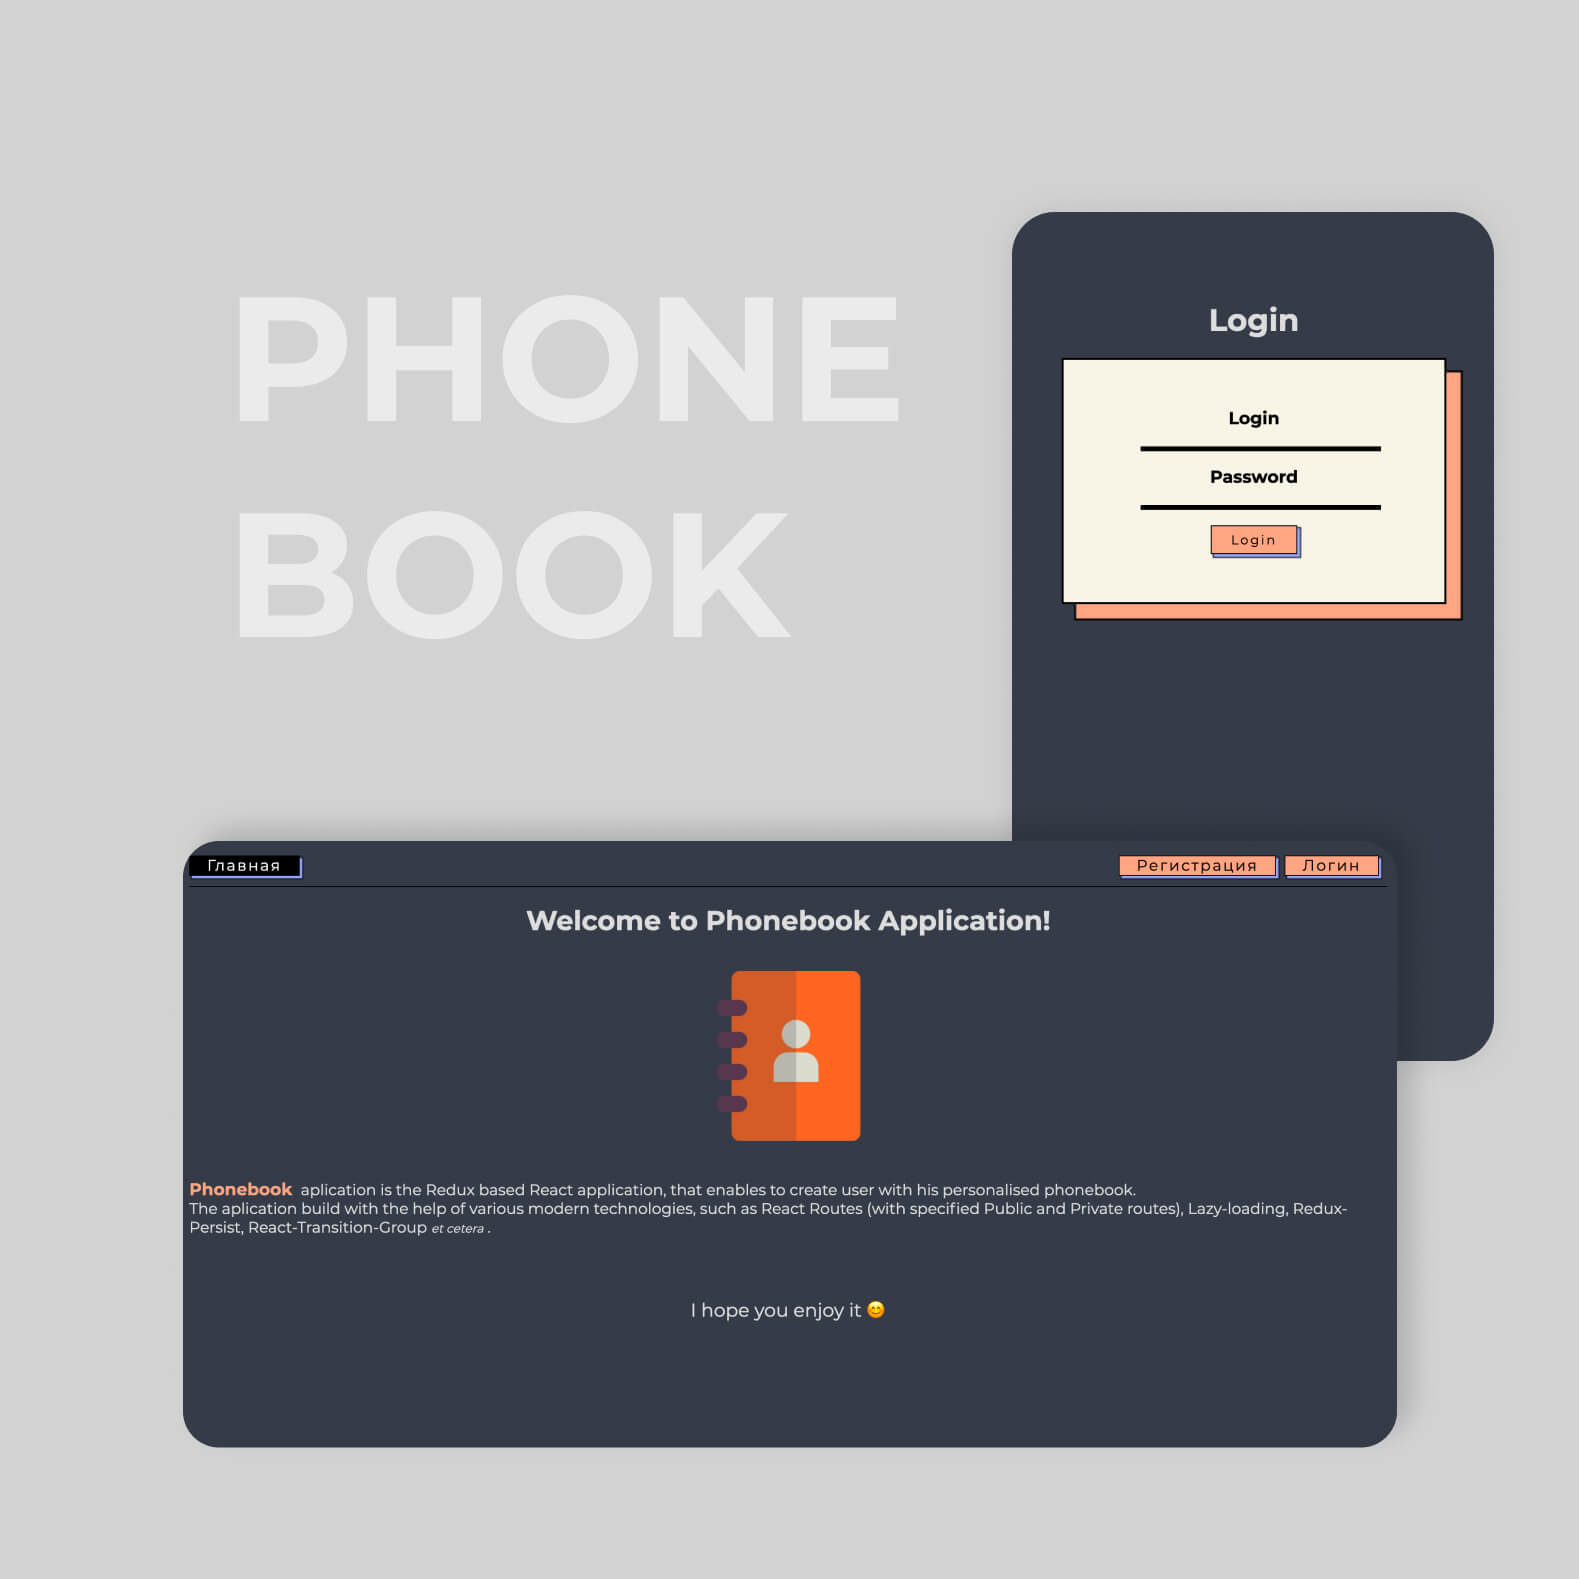 PHONE
BOOK
Login
Login
Password
Login
Главная
Регистрация
Логин
Welcome to Phonebook Application!
Phonebook aplication is the Redux based React application, that enables to create user with his personalised phonebook.
The aplication build with the help of various modern technologies, such as React Routes (with specified Public and Private routes), Lazy-loading, Redux-
Persist, React-Transition-Group et cetera .
I hope you enjoy it 😊